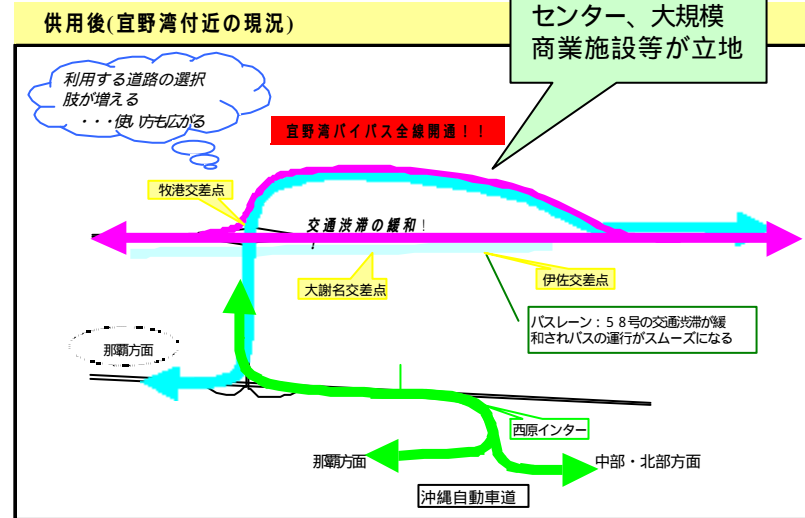 供用後(宜野湾付近の現況)
センター、大規模
商業施設等が立地
利用する道路の選択
肢が増える
・・・使い方も広がる
宜野湾バイパス全線開通！！
牧港交差点
交通渋滞の緩和！
！
大謝名交差点
伊佐交差点
バスレーン：５８号の交通渋滞が緩
和されバスの運行がスムーズになる
那覇方面
西原インター
那覇方面
中部・北部方面
沖縄自動車道